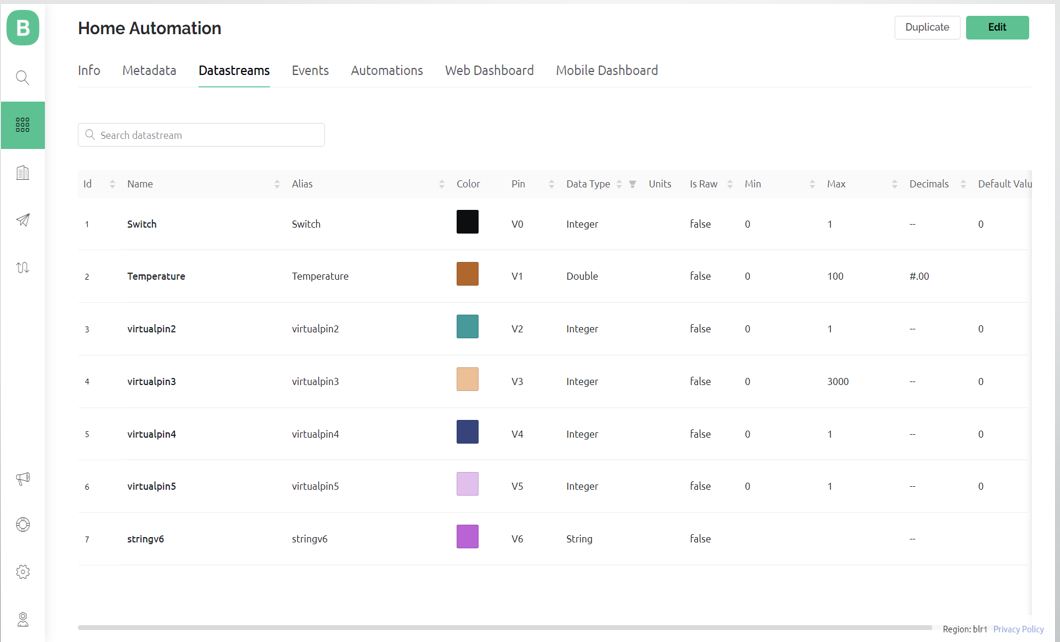 B
Home Automation
Duplicate
Edit
Info Metadata Datastreams Events Automations Web Dashboard Mobile Dashboard
Search datastream
Id Name Alias Color Pin Data Type Units Is Raw Min Max Decimals Default Valu
1 Switch Switch V0 Integer false 0 1 -- 0
2 Temperature Temperature V1 Double false 0 100 #.00
3 virtualpin2 virtualpin2 V2 Integer false 0 1 -- 0
4 virtualpin3 virtualpin3 V3 Integer false 0 3000 -- 0
5 virtualpin4 virtualpin4 V4 Integer false 0 1 -- 0
6 virtualpin5 virtualpin5 V5 Integer false 0 1 -- 0
7 stringv6 stringv6 V6 String false --
Region: blr1 Privacy Policy